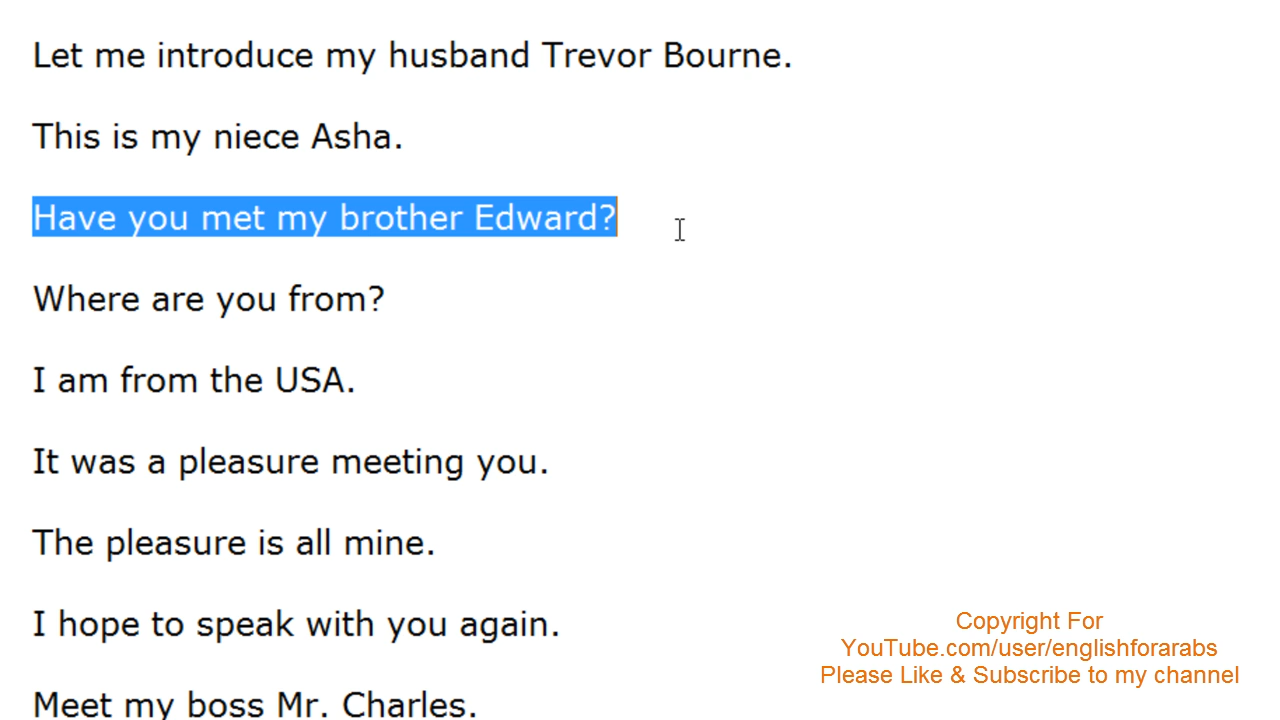 Let me introduce my husband Trevor Bourne.
This is my niece Asha.
Have you met my brother Edward?
Where are you from?
I am from the USA.
It was a pleasure meeting you.
The pleasure is all mine.
I hope to speak with you again.
Meet my boss Mr. Charles.
Copyright For
YouTube.com/user/englishforarabs
Please Like & Subscribe to my channel